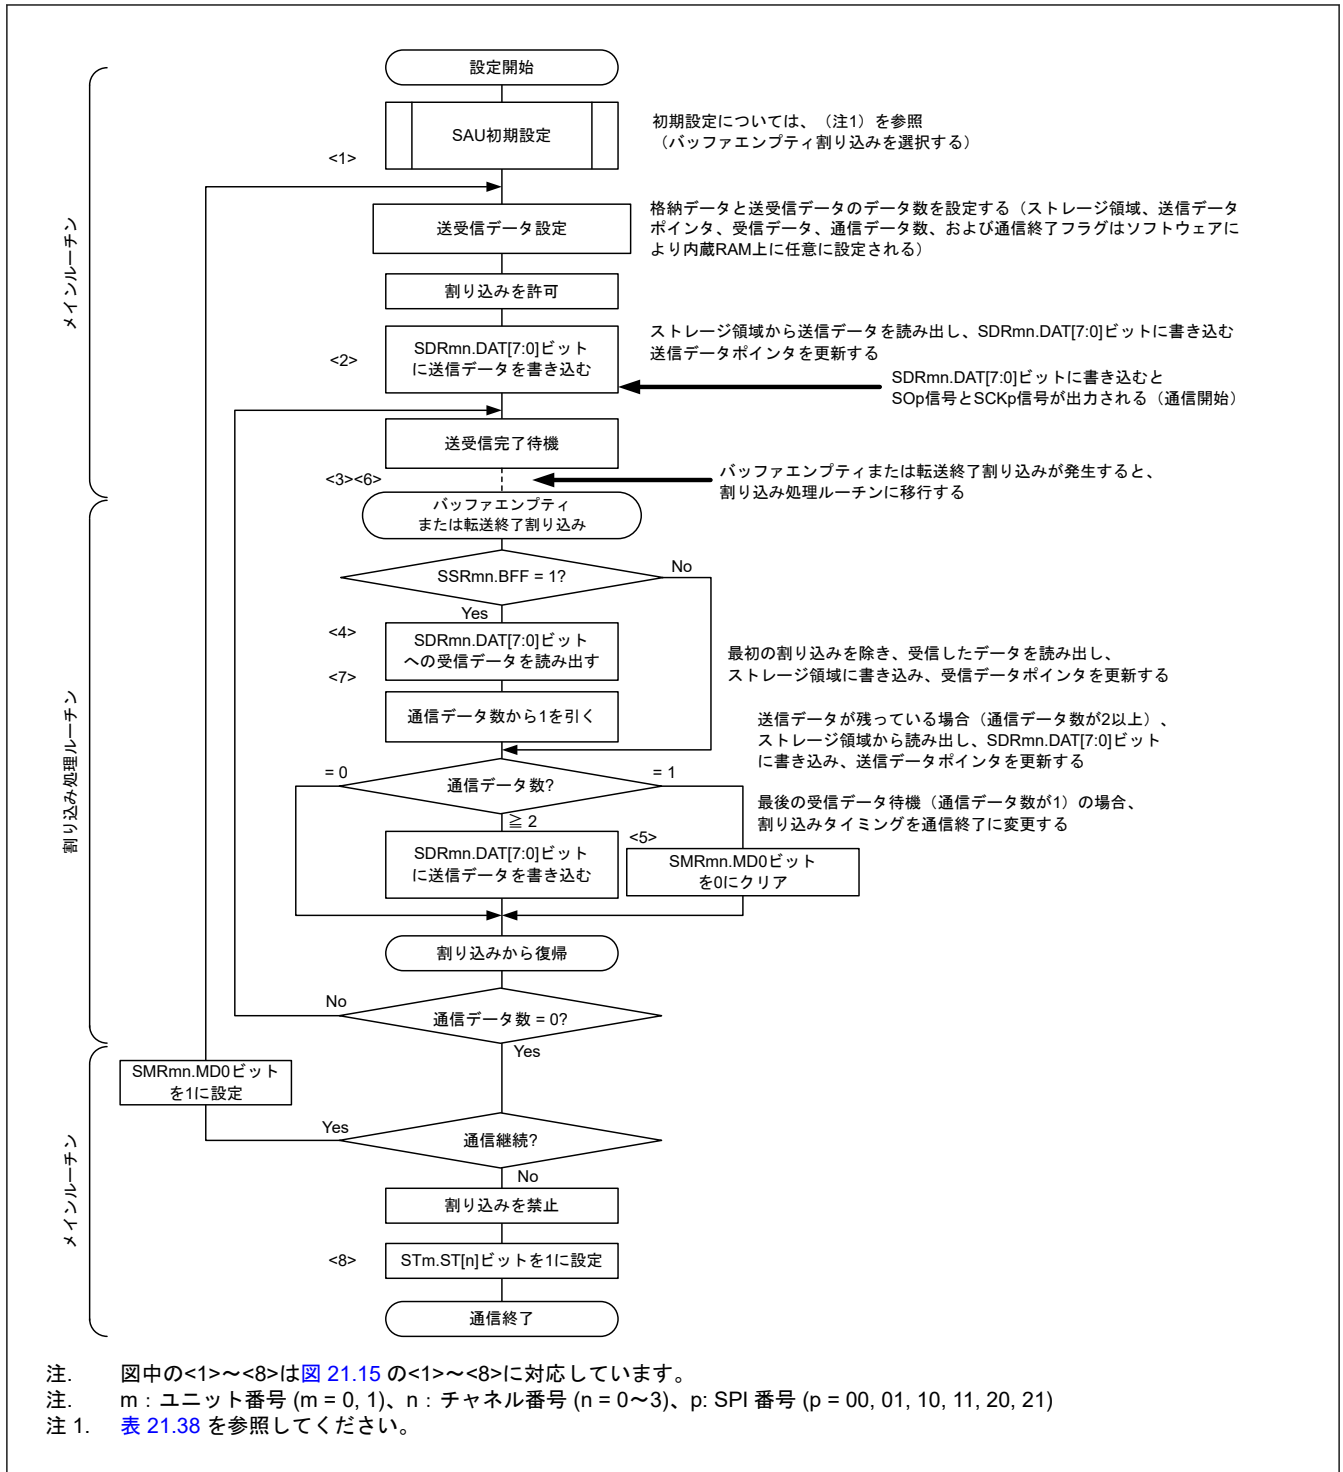 設定開始
SAU初期設定
初期設定については、（注1）を参照
（バッファエンプティ割り込みを選択する）
<1>
メインルーチン
送受信データ設定
格納データと送受信データのデータ数を設定する（ストレージ領域、送信データ
ポインタ、受信データ、通信データ数、および通信終了フラグはソフトウェアに
より内蔵RAM上に任意に設定される）
割り込みを許可
<2>
SDRmn.DAT[7:0]ビット
に送信データを書き込む
ストレージ領域から送信データを読み出し、SDRmn.DAT[7:0]ビットに書き込む
送信データポインタを更新する
SDRmn.DAT[7:0]ビットに書き込むと
SOp信号とSCKp信号が出力される（通信開始）
送受信完了待機
<3><6>
バッファエンプティまたは転送終了割り込みが発生すると、
割り込み処理ルーチンに移行する
バッファエンプティ
または転送終了割り込み
割り込み処理ルーチン
SSRmn.BFF = 1?
No
Yes
<4>
SDRmn.DAT[7:0]ビット
への受信データを読み出す
<7>
最初の割り込みを除き、受信したデータを読み出し、
ストレージ領域に書き込み、受信データポインタを更新する
通信データ数から1を引く
送信データが残っている場合（通信データ数が2以上）、
ストレージ領域から読み出し、SDRmn.DAT[7:0]ビット
に書き込み、送信データポインタを更新する
= 0
通信データ数?
= 1
≧ 2
最後の受信データ待機（通信データ数が1）の場合、
割り込みタイミングを通信終了に変更する
<5>
SDRmn.DAT[7:0]ビット
に送信データを書き込む
SMRmn.MD0ビット
を0にクリア
割り込みから復帰
No
通信データ数 = 0?
Yes
SMRmn.MD0ビット
を1に設定
メインルーチン
Yes
通信継続?
No
割り込みを禁止
<8>
STm.ST[n]ビットを1に設定
通信終了
注. 図中の<1>～<8>は図 21.15 の<1>～<8>に対応しています。
注. m：ユニット番号 (m = 0, 1)、n：チャネル番号 (n = 0～3)、p: SPI 番号 (p = 00, 01, 10, 11, 20, 21)
注 1. 表 21.38 を参照してください。